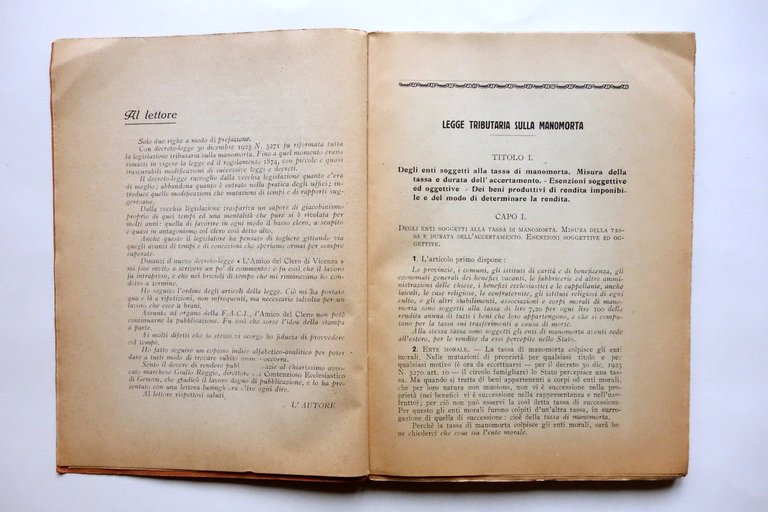 Al lettore
Solo due righe a modo di prefazione.
Con decreto-legge 30 dicembre 1923 N. 3271 fu riformata tutta
la legislazione tributaria sulla manomorta. Fino a quel momento erano
rimasti in vigore la legge ed il regolamento 1874, con piccole e quasi
trascurabili modificazioni di successive leggi e decreti.
Il decreto-legge raccoglie dalla vecchia legislazione quanto c'era
di meglio; abbandona quanto è entrato nella pratica degli uffici; in-
troduce quelle modificazioni che mutazioni di tempi e di rapporti sug-
gerivano.
Dalla vecchia legislazione traspariva un sapore di giacobinismo
proprio di quei tempi ed una mentalità che pure si è rivelata per
molti anni: quella di favorire in ogni modo il basso clero, a scapito
e quasi in antagonismo col clero così detto alto.
Anche questo il legislatore ha pensato di togliere gittando via
quegli avanzi di tempi e di concezioni che speriamo ormai per sempre
superate.
Dinanzi il nuovo decreto-legge « L'Amico del Clero di Vicenza »
mi fece invito a scrivere un po' di commento: e fu così che il lavoro
fu intrapreso, e che nei briccioli di tempo che mi rimanevano ho con-
dotto a termine.
Ho seguito l'ordine degli articoli della legge. Ciò mi ha portato
qua e là a ripetizioni, non infrequenti, ma necessarie talvolta per un
lavoro che esce a brani.
Assunto ad organo della F.A.C.I., l'Amico del Clero non potè
continuarne la pubblicazione. Fu così che sorse l'idea della stampa
a parte.
Ai molti difetti che io stesso vi scorgo ho fiducia di provvedere
col tempo.
Ho fatto seguire un copioso indice alfabetico-analitico per poter
dare a tutti modo di trovare subito occorra.
Sento il dovere di rendere pubbl azie al chiarissimo avvo-
cato marchese Giulio Reggio, direttore Contenzioso Ecclesiastico
di Genova, che giudicò il lavoro degno di pubblicazione, e lo ha pre-
sentato con una lettera lusinghiera oltre ogni dire.
Al lettore rispettosi saluti.
L'AUTORE
LEGGE TRIBUTARIA SULLA MANOMORTA
TITOLO I.
Degli enti soggetti alla tassa di manomorta. Misura della
tassa e durata dell'accertamento. - Esenzioni soggettive
ed oggettive - Dei beni produttivi di rendita imponibi-
le e del modo di determinare la rendita.
CAPO I.
DEGLI ENTI SOGGETTI ALLA TASSA DI MANOMORTA. MISURA DELLA TAS-
SA E DURATA DELL'ACCERTAMENTO. ESENZIONI SOGGETTIVE ED OG-
GETTIVE.
1. L'articolo primo dispone:
Le provincie, i comuni, gli istituti di carità e di beneficenza, gli
economati generali dei benefici vacanti, le fabbricerie ed altre ammi-
nistrazioni delle chiese, i benefici ecclesiastici e le cappellanie, anche
laicali, le case religiose, le confraternite, gli istituti religiosi di ogni
culto, e gli altri stabilimenti, associazioni e corpi morali di mano-
morta sono soggetti alla tassa di lire 7,20 per ogni lire 100 della
rendita annua di tutti i beni che loro appartengono, e che si compu-
tano per la tassa sui trasferimenti a causa di morte.
Alla stessa tassa sono soggetti gli enti morali di manomorta aventi sede
all'estero, per le rendite da essi percepite nello Stato.
2. ENTE MORALE. — La tassa di manomorta colpisce gli enti
morali. Nelle mutazioni di proprietà per qualsiasi titolo e per
qualsiasi motivo (e ora eccettuati — per il decreto 30 dic. 1923
N. 3270 art. 10 — il circolo famigliare) lo Stato percepisce una tas-
sa. Ma quando si tratta di beni appartenenti a corpi ed enti morali,
che per loro natura non muoiono, non vi è successione nella pro-
prietà (nei benefici vi è successione nella rappresentanza e nell'usu-
frutto); per ciò non può esservi la così detta tassa di successione.
Per questo gli enti morali furono colpiti d'un'altra tassa, in surro-
gazione di quella di successione: cioè della tassa di manomorta.
Perchè la tassa di manomorta colpisce gli enti morali, sarà be-
ne chiederci che cosa sia l'ente morale.